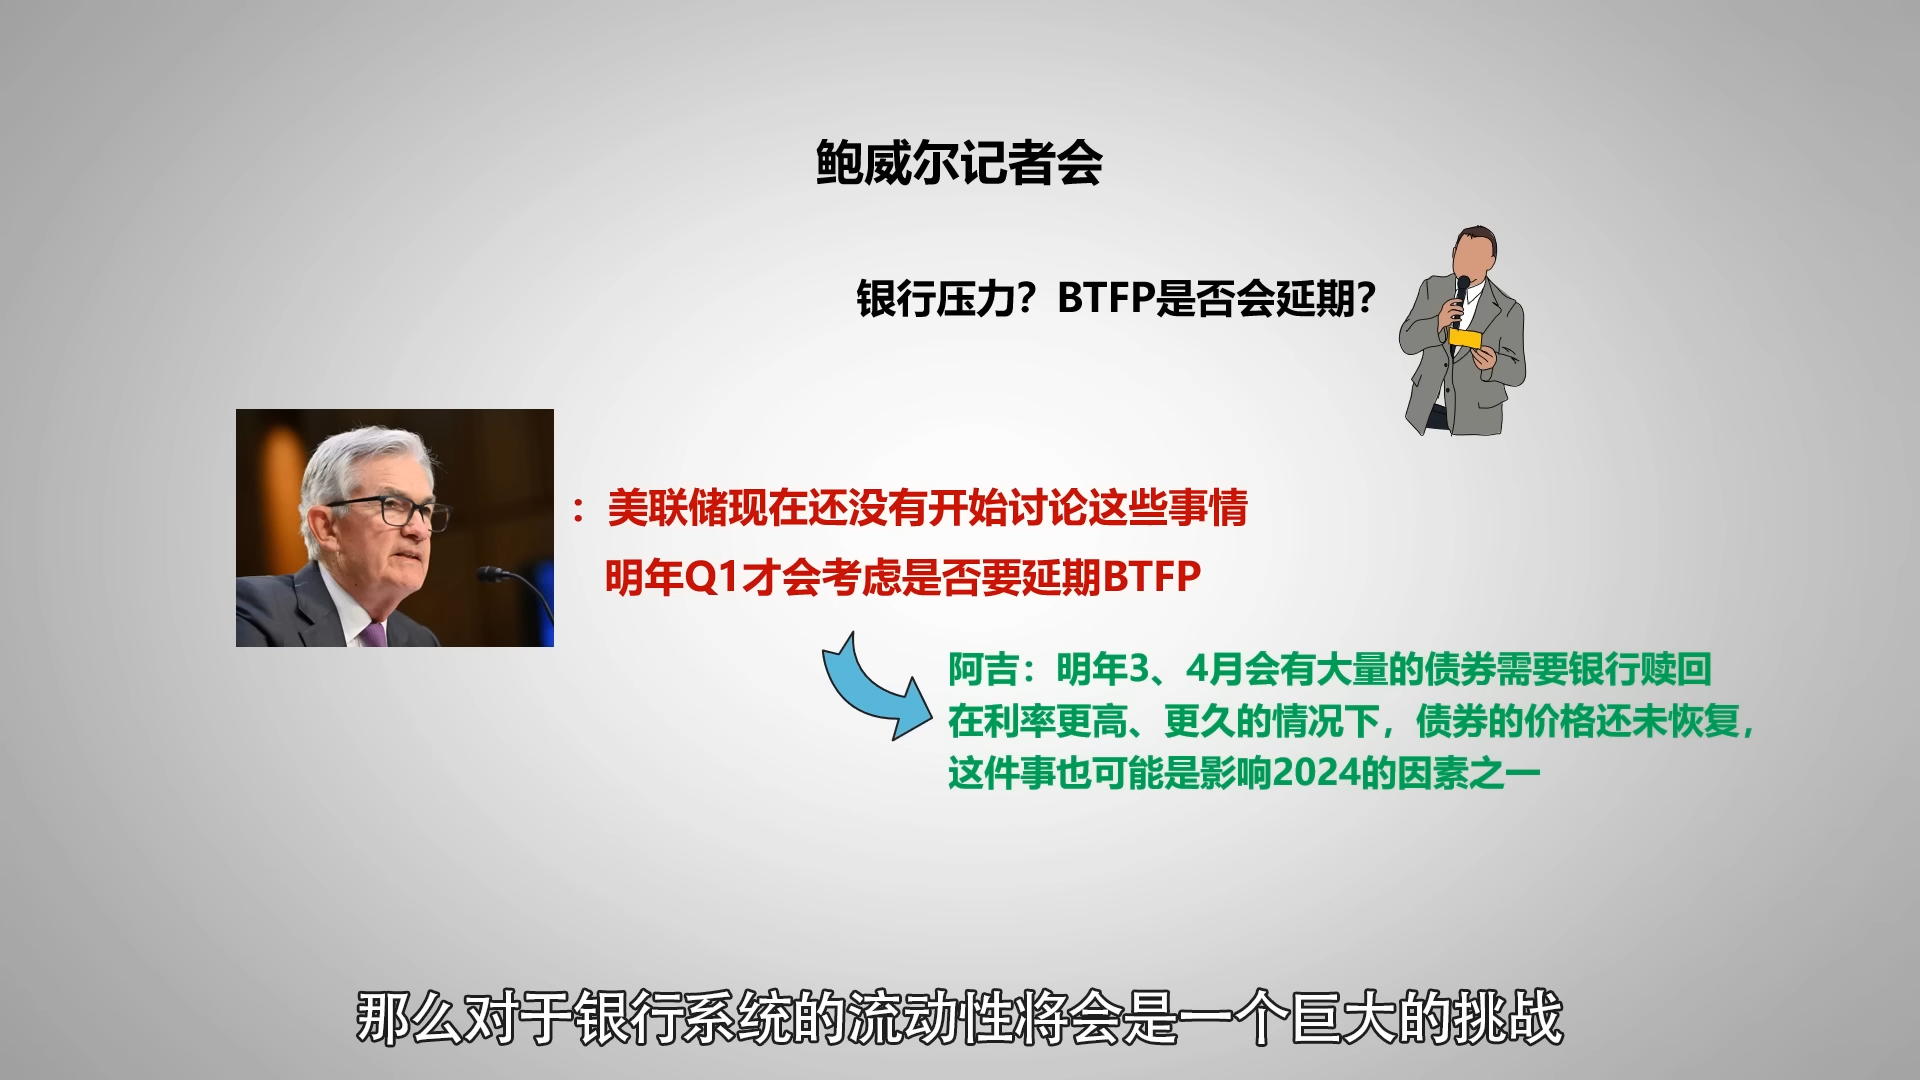 鲍威尔记者会
银行压力？BTFP是否会延期？
：美联储现在还没有开始讨论这些事情
明年Q1才会考虑是否要延期BTFP
阿吉：明年3、4月会有大量的债券需要银行赎回
在利率更高、更久的情况下，债券的价格还未恢复，
这件事也可能是影响2024的因素之一
那么对于银行系统的流动性将会是一个巨大的挑战